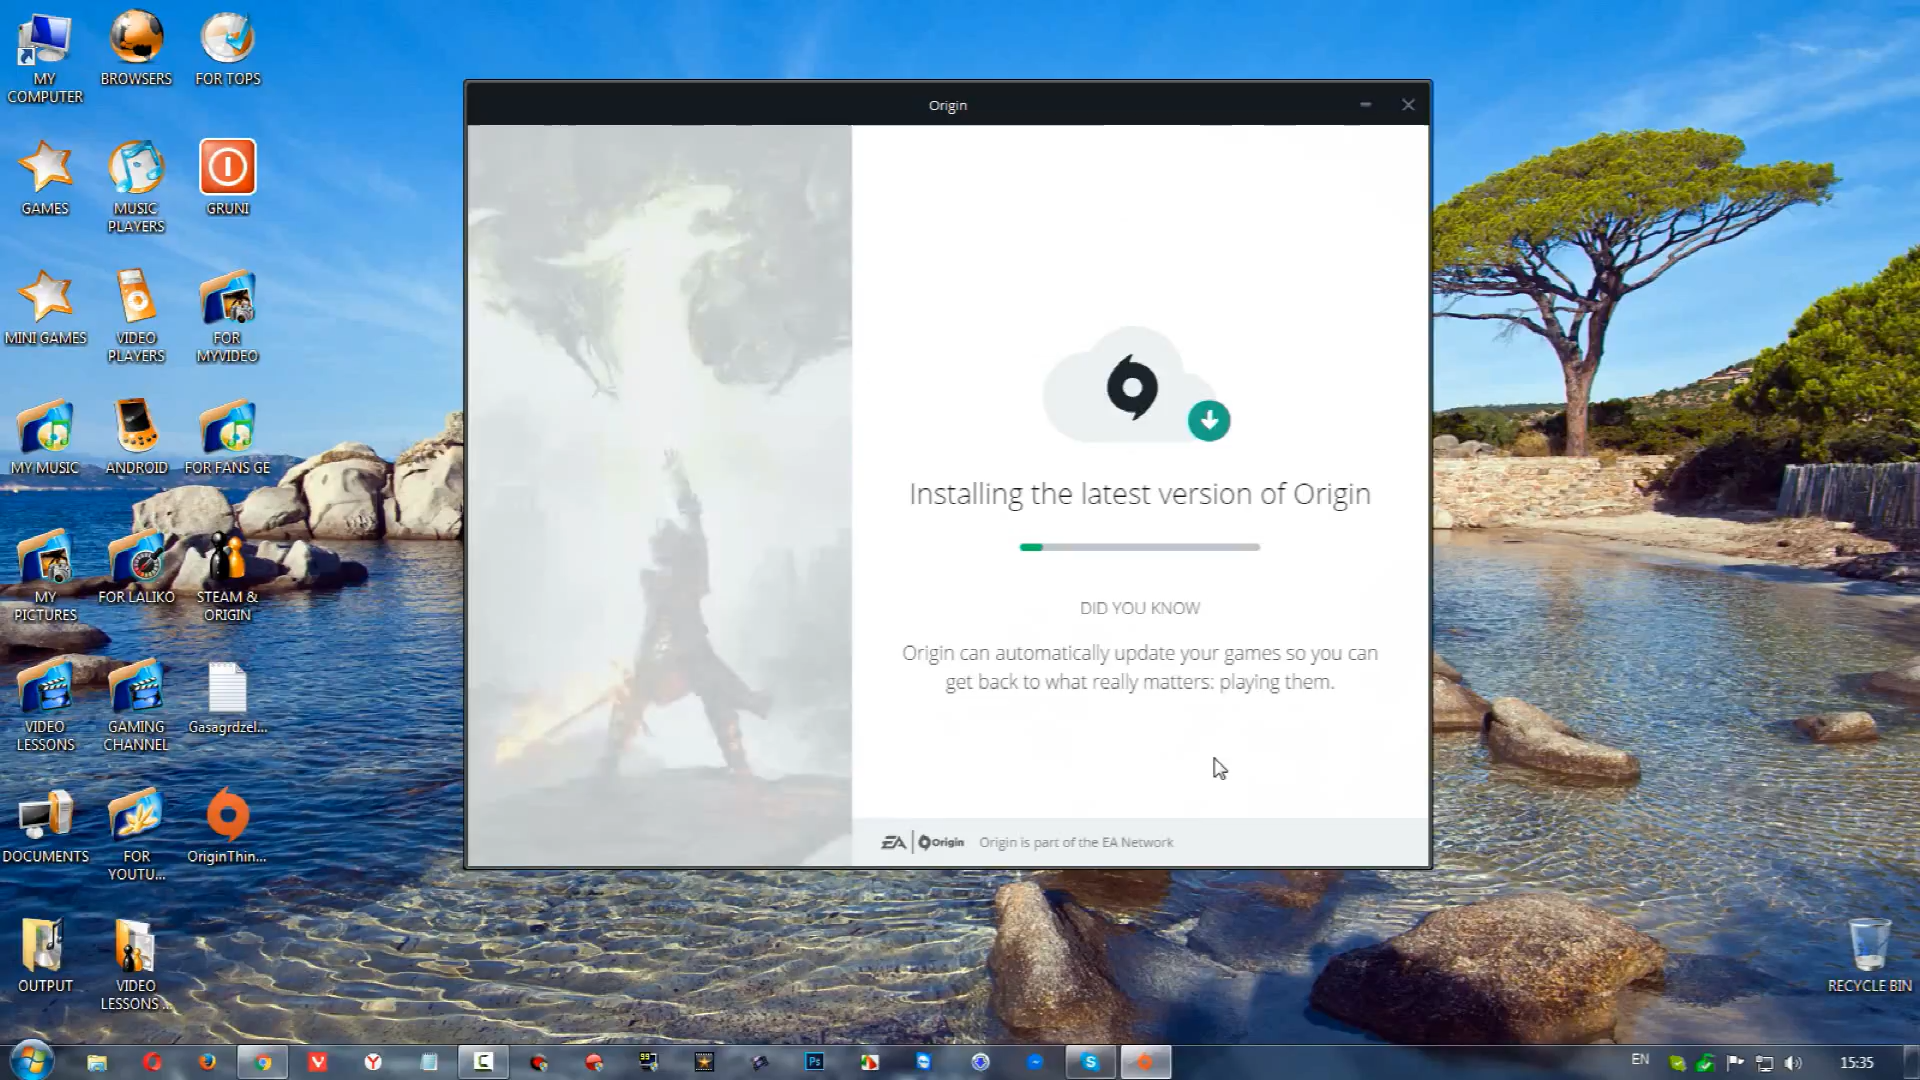 MY
COMPUTER
BROWSERS
FOR TOPS
GAMES
MUSIC
PLAYERS
GRUNI
MINI GAMES
VIDEO
PLAYERS
FOR
MYVIDEO
MY MUSIC
ANDROID
FOR FANS GE
MY
PICTURES
FOR LALIKO
STEAM &
ORIGIN
VIDEO
LESSONS
GAMING
CHANNEL
Gasagrdzel...
DOCUMENTS
FOR
YOUTU...
OriginThin...
OUTPUT
VIDEO
LESSONS ...
Origin
Installing the latest version of Origin
DID YOU KNOW
Origin can automatically update your games so you can
get back to what really matters: playing them.
EA Origin Origin is part of the EA Network
RECYCLE BIN
99
Ps
EN
15:35